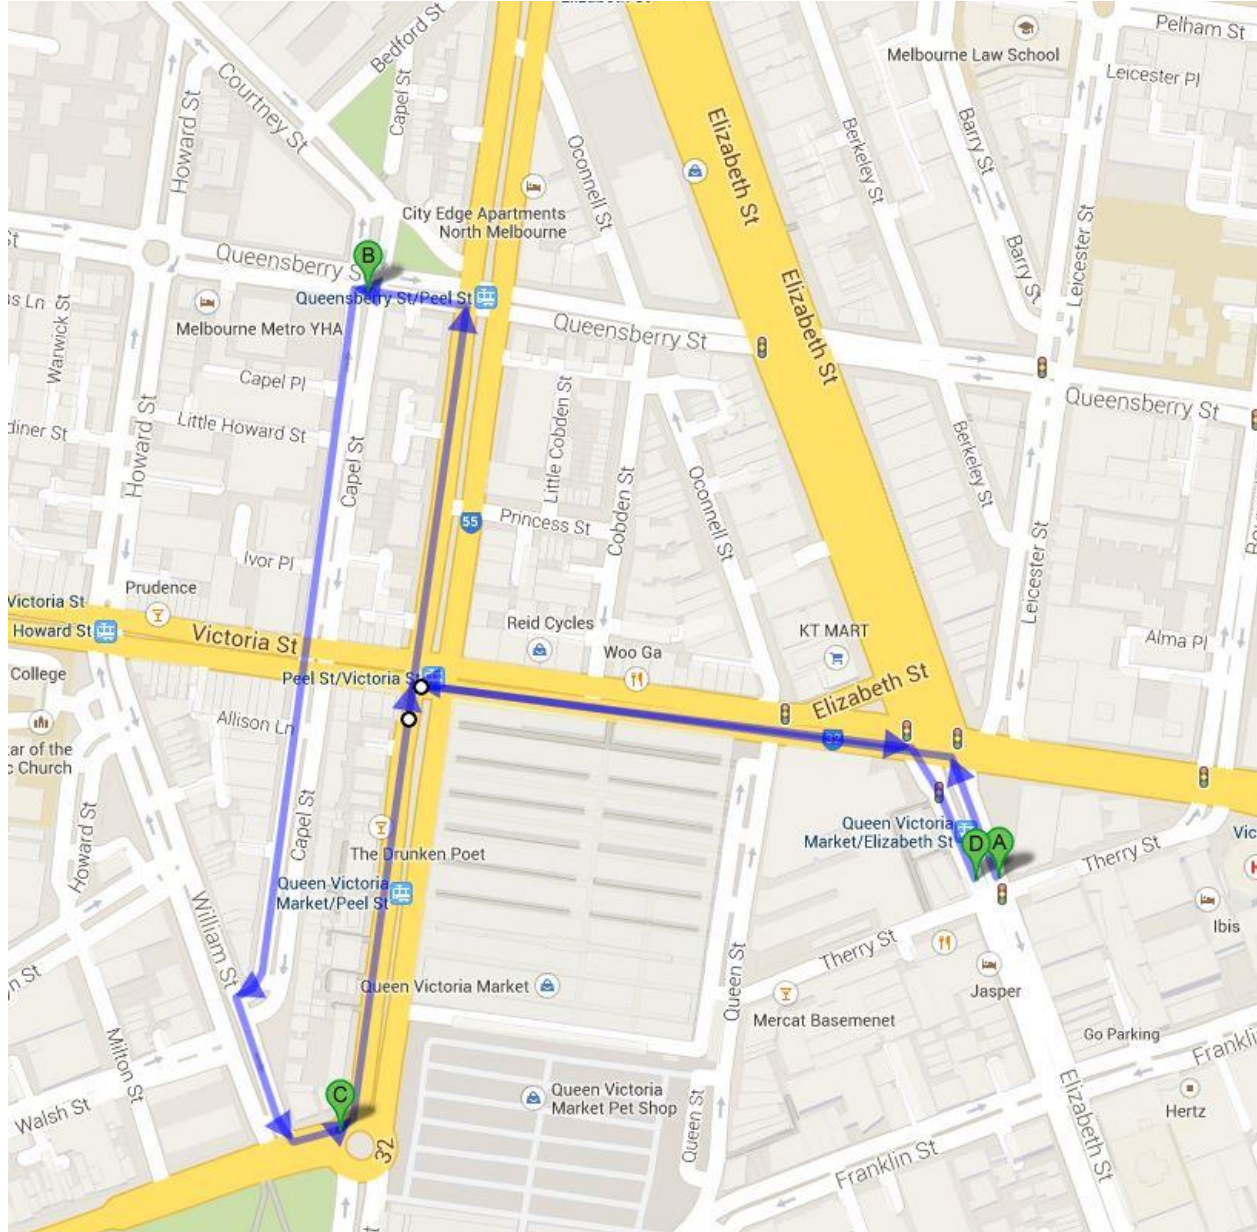 Elizabeth St
Pelham St
Bedford St
Melbourne Law School
Leicester Pl
Courtney St
Capel St
Howard St
Oconnell St
Elizabeth St
Berkeley St
Barry St
City Edge Apartments
North Melbourne
B
Queensberry St
Barry St
Leicester St
Elizabeth St
Queensberry St/Peel St
Melbourne Metro YHA
Warwick St
Queensberry St
Capel Pl
Queensberry St
Little Howard St
Howard St
Capel St
Little Cobden St
Cobden St
Oconnell St
Berkeley St
55
Princess St
Ivor Pl
Leicester St
Prudence
Victoria St
Howard St
Victoria St
Reid Cycles
Woo Ga
KT MART
Alma Pl
College
Peel St/Victoria St
Elizabeth St
32
Allison Ln
ar of the
c Church
Howard St
Capel St
The Drunken Poet
Queen Victoria
Market/Elizabeth St
D
A
Therry St
Queen Victoria
Market/Peel St
William St
Ibis
Therry St
Queen St
Queen Victoria Market
Jasper
Mercat Basemenet
Go Parking
Milton St
C
Walsh St
Queen Victoria
Market Pet Shop
Queen St
Elizabeth St
Hertz
32
Franklin St